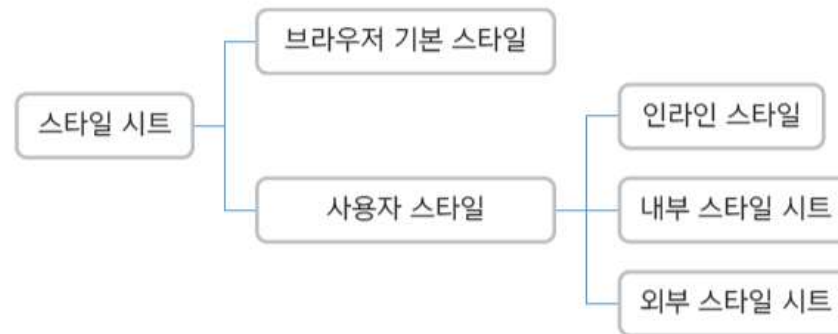 브라우저 기본 스타일
스타일 시트
인라인 스타일
사용자 스타일
내부 스타일 시트
외부 스타일 시트